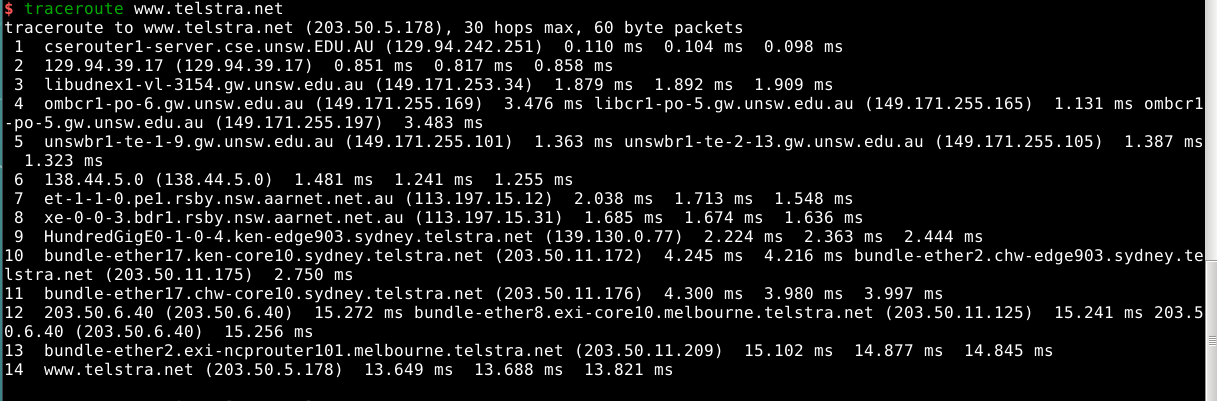 $ traceroute www.telstra.net
traceroute to www.telstra.net (203.50.5.178), 30 hops max, 60 byte packets
 1  cserouter1-server.cse.unsw.EDU.AU (129.94.242.251)  0.110 ms  0.104 ms  0.098 ms
 2  129.94.39.17 (129.94.39.17)  0.851 ms  0.817 ms  0.858 ms
 3  libudnex1-vl-3154.gw.unsw.edu.au (149.171.253.34)  1.879 ms  1.892 ms  1.909 ms
 4  ombcr1-po-6.gw.unsw.edu.au (149.171.255.169)  3.476 ms libcr1-po-5.gw.unsw.edu.au (149.171.255.165)  1.131 ms ombcr1
-po-5.gw.unsw.edu.au (149.171.255.197)  3.483 ms
 5  unswbr1-te-1-9.gw.unsw.edu.au (149.171.255.101)  1.363 ms unswbr1-te-2-13.gw.unsw.edu.au (149.171.255.105)  1.387 ms
  1.323 ms
 6  138.44.5.0 (138.44.5.0)  1.481 ms  1.241 ms  1.255 ms
 7  et-1-1-0.pe1.rsby.nsw.aarnet.net.au (113.197.15.12)  2.038 ms  1.713 ms  1.548 ms
 8  xe-0-0-3.bdr1.rsby.nsw.aarnet.net.au (113.197.15.31)  1.685 ms  1.674 ms  1.636 ms
 9  HundredGigE0-1-0-4.ken-edge903.sydney.telstra.net (139.130.0.77)  2.224 ms  2.363 ms  2.444 ms
10  bundle-ether17.ken-core10.sydney.telstra.net (203.50.11.172)  4.245 ms  4.216 ms bundle-ether2.chw-edge903.sydney.te
lstra.net (203.50.11.175)  2.750 ms
11  bundle-ether17.chw-core10.sydney.telstra.net (203.50.11.176)  4.300 ms  3.980 ms  3.997 ms
12  203.50.6.40 (203.50.6.40)  15.272 ms bundle-ether8.exi-core10.melbourne.telstra.net (203.50.11.125)  15.241 ms 203.5
0.6.40 (203.50.6.40)  15.256 ms
13  bundle-ether2.exi-ncprouter101.melbourne.telstra.net (203.50.11.209)  15.102 ms  14.877 ms  14.845 ms
14  www.telstra.net (203.50.5.178)  13.649 ms  13.688 ms  13.821 ms